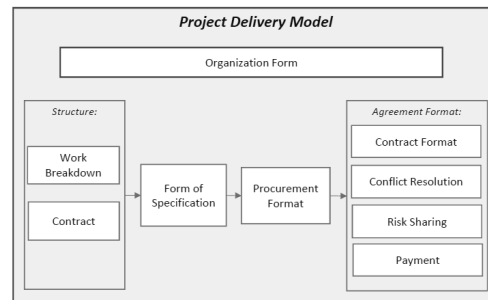 Project Delivery Model
Organization Form
Structure:
Work
Breakdown
Contract
Form of
Specification
Procurement
Format
Agreement Format:
Contract Format
Conflict Resolution
Risk Sharing
Payment